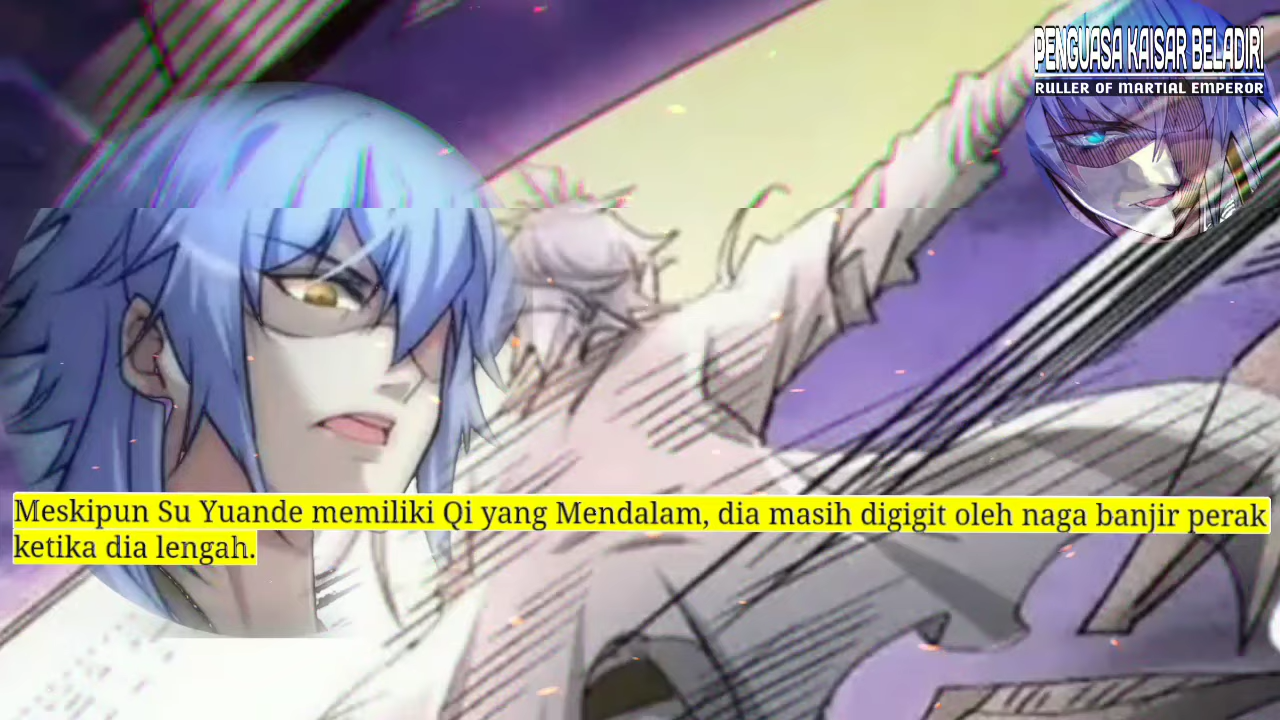 PENGUASA KAISAR BELADIRI
RULLER OF MARTIAL EMPEROR
Meskipun Su Yuande memiliki Qi yang Mendalam, dia masih digigit oleh naga banjir perak
ketika dia lengah.